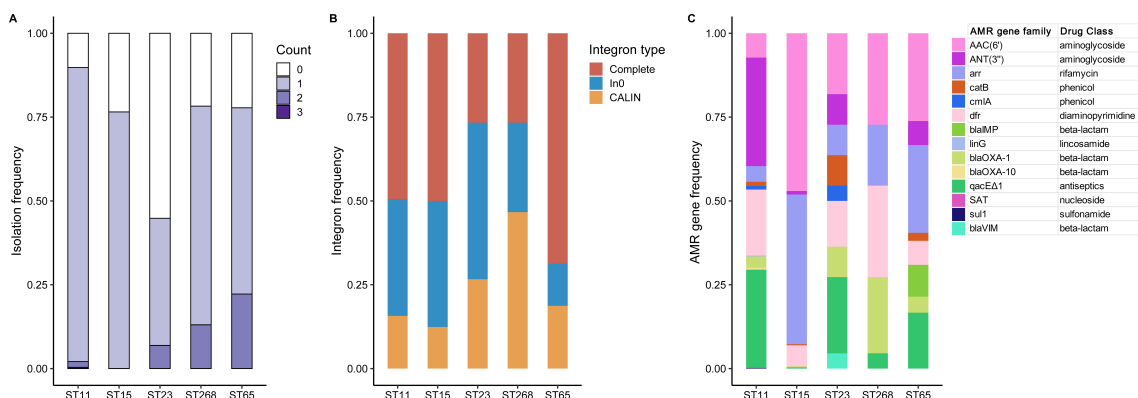 A
1.00
0.75
0.50
0.25
0.00
Isolation frequency
ST11 ST15 ST23 ST268 ST65
Count
0
1
2
3
B
1.00
0.75
0.50
0.25
0.00
Integron frequency
ST11 ST15 ST23 ST268 ST65
Integron type
Complete
In0
CALIN
C
1.00
0.75
0.50
0.25
0.00
AMR gene frequency
ST11 ST15 ST23 ST268 ST65
AMR gene family Drug Class
AAC(6') aminoglycoside
ANT(3") aminoglycoside
arr rifamycin
catB phenicol
cmlA phenicol
dfr diaminopyrimidine
blaIMP beta-lactam
linG lincosamide
blaOXA-1 beta-lactam
blaOXA-10 beta-lactam
qacEΔ1 antiseptics
SAT nucleoside
sul1 sulfonamide
blaVIM beta-lactam